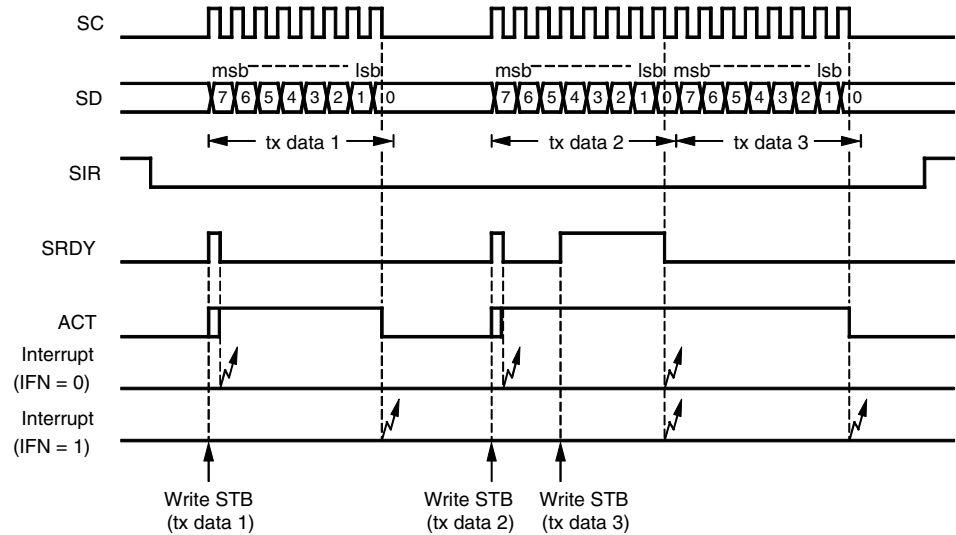 SC
msb lsb msb lsb msb lsb
SD 7 6 5 4 3 2 1 0 7 6 5 4 3 2 1 0 7 6 5 4 3 2 1 0
tx data 1 tx data 2 tx data 3
SIR
SRDY
ACT
Interrupt
(IFN = 0)
Interrupt
(IFN = 1)
Write STB Write STB Write STB
(tx data 1) (tx data 2) (tx data 3)